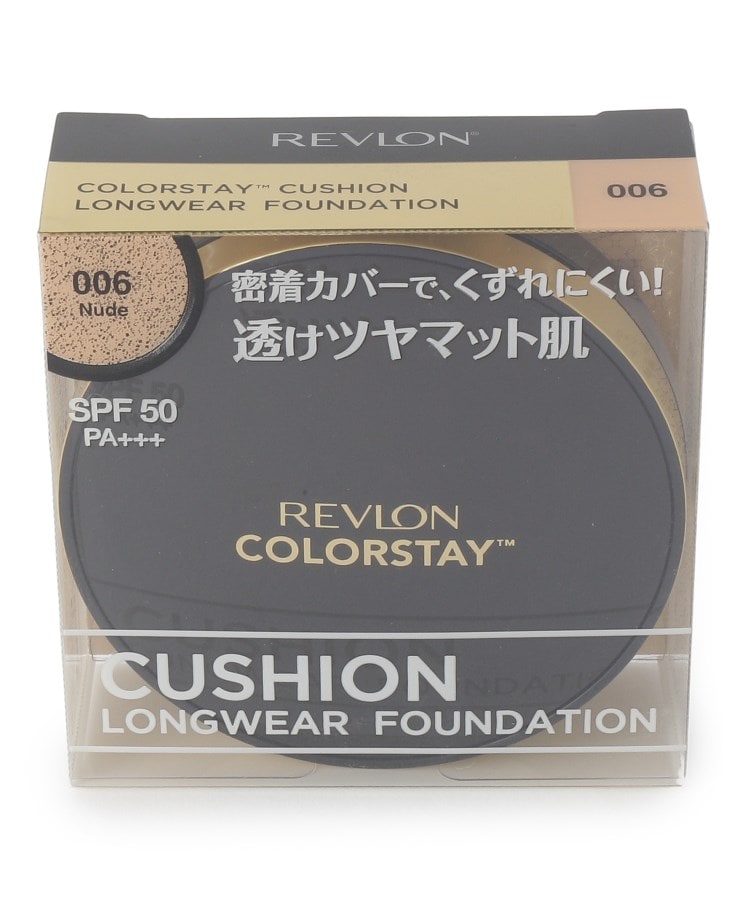 REVLON®
COLORSTAY™ CUSHION
LONGWEAR FOUNDATION
006
006
Nude
密着カバーで、くずれにくい!
透けツヤマット肌
SPF 50
PA+++
REVLON
COLORSTAY™
CUSHION
LONGWEAR FOUNDATION